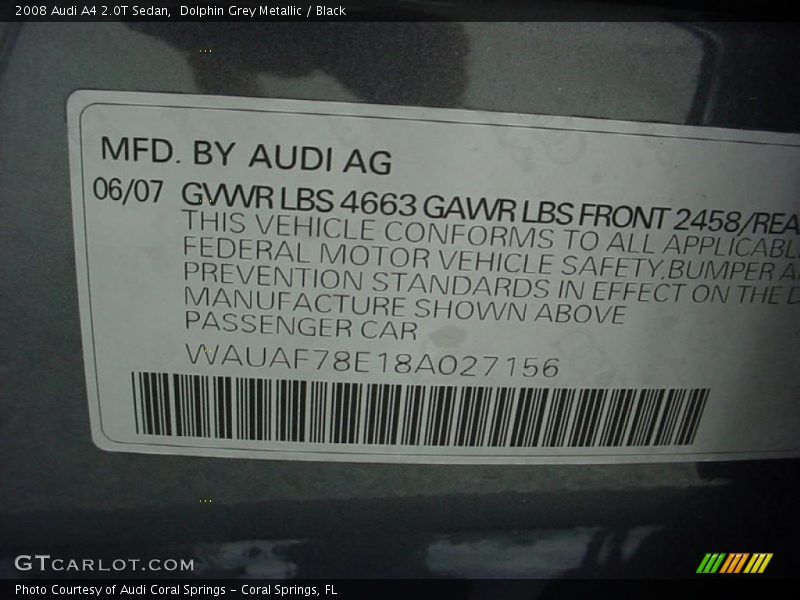 2008 Audi A4 2.0T Sedan,  Dolphin Grey Metallic / Black
MFD. BY AUDI AG
06/07 GVWR LBS 4663 GAWR LBS FRONT 2458/REA
THIS VEHICLE CONFORMS TO ALL APPLICABL
FEDERAL MOTOR VEHICLE SAFETY,BUMPER A
PREVENTION STANDARDS IN EFFECT ON THE D
MANUFACTURE SHOWN ABOVE
PASSENGER CAR
WAUAF78E18A027156
GTCARLOT.COM
Photo Courtesy of Audi Coral Springs - Coral Springs, FL